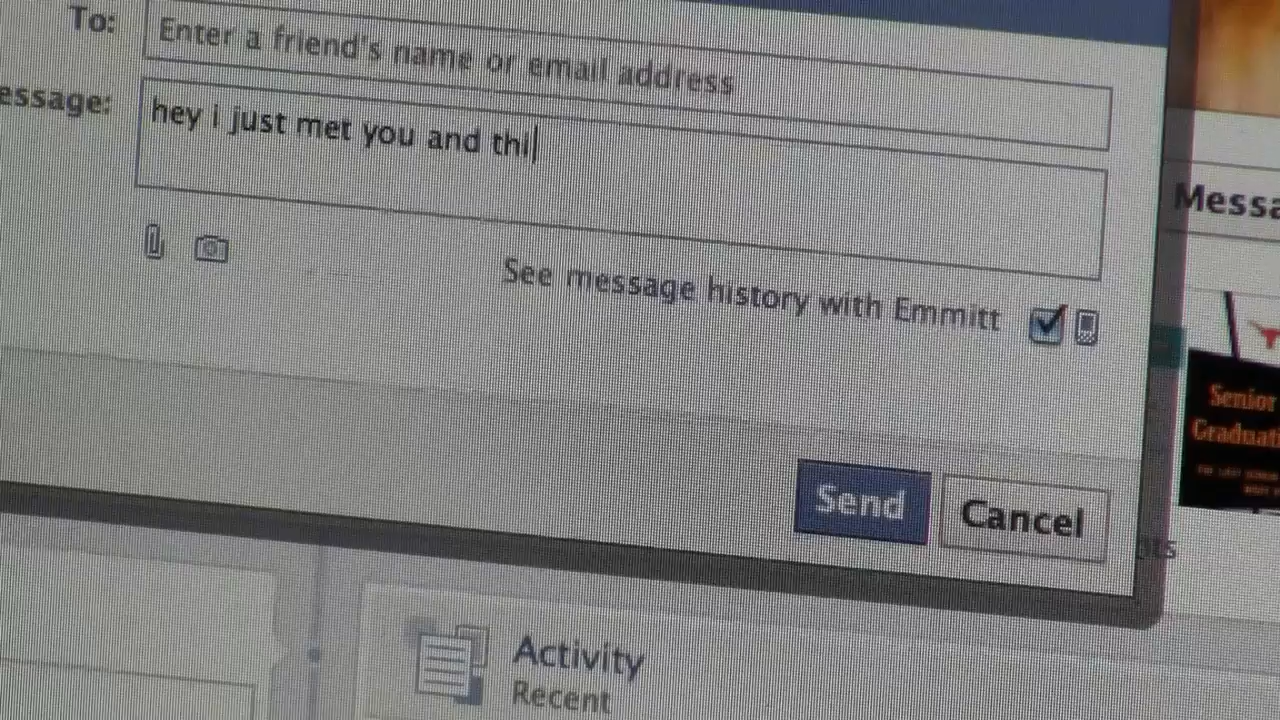 To:
Enter a friend's name or email address
essage:
hey i just met you and thi
See message history with Emmitt
Send
Cancel
Activity
Recent
Messa
Senior
Graduati